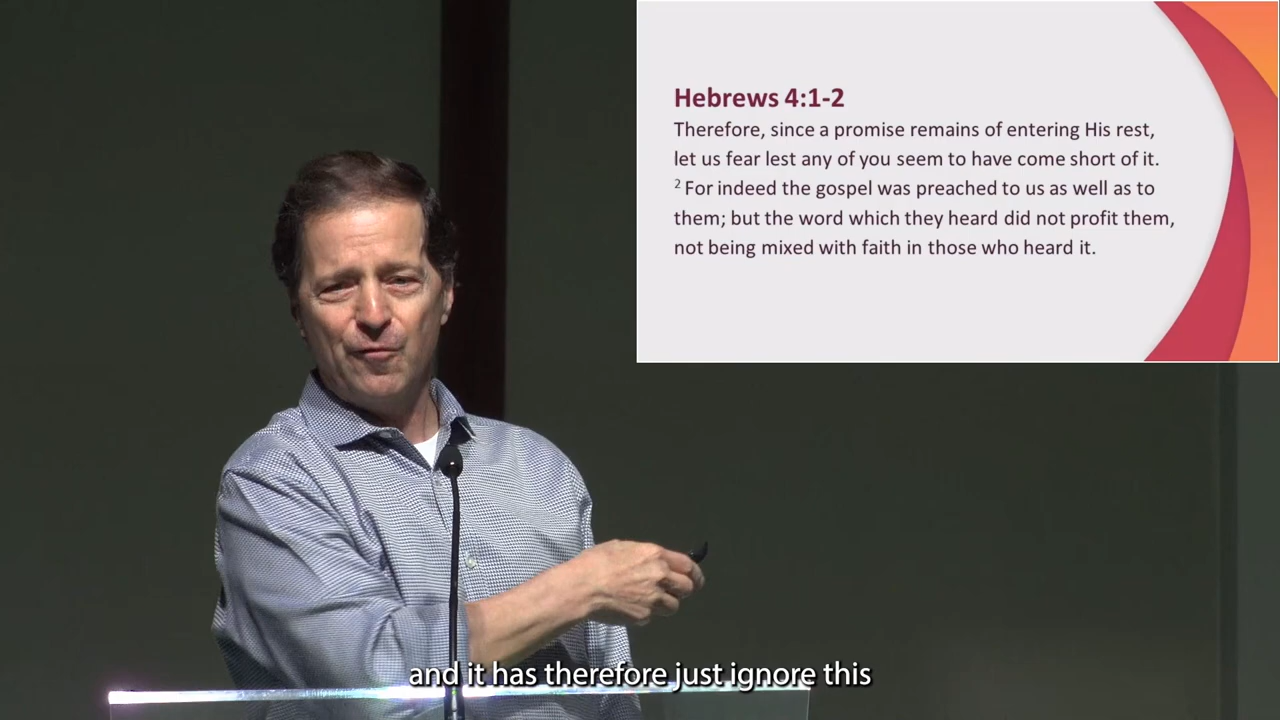 Hebrews 4:1-2
Therefore, since a promise remains of entering His rest,
let us fear lest any of you seem to have come short of it.
2 For indeed the gospel was preached to us as well as to
them; but the word which they heard did not profit them,
not being mixed with faith in those who heard it.
and it has therefore just ignore this